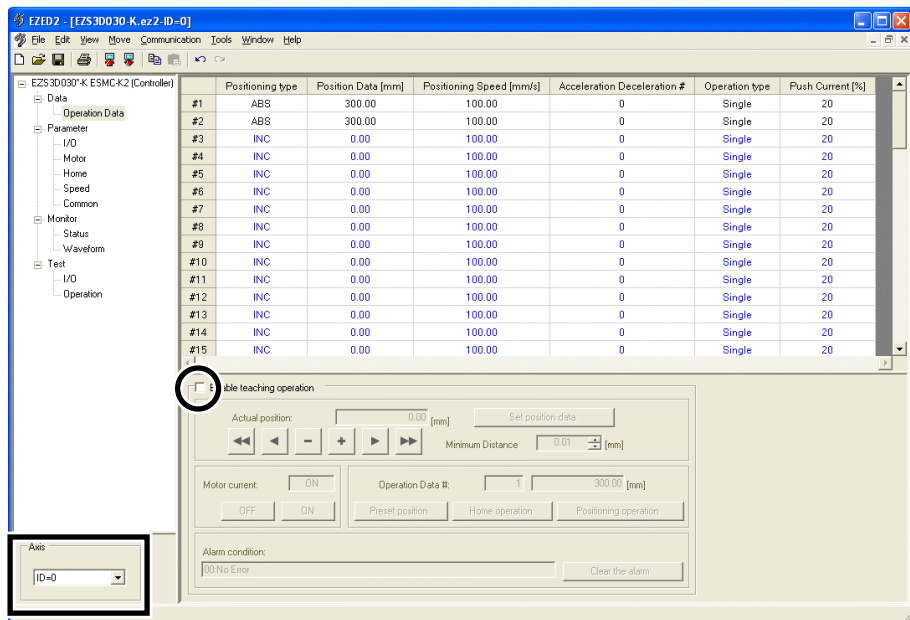 EZED2 - [EZS3D030-K.ez2-ID=0]
File Edit View Move Communication Tools Window Help
EZS3D030*-K ESMC-K2 (Controller)
Data
Operation Data
Parameter
I/O
Motor
Home
Speed
Common
Monitor
Status
Waveform
Test
I/O
Operation
Positioning type Position Data [mm] Positioning Speed [mm/s] Acceleration Deceleration # Operation type Push Current [%]
#1 ABS 300.00 100.00 0 Single 20
#2 ABS 300.00 100.00 0 Single 20
#3 INC 0.00 100.00 0 Single 20
#4 INC 0.00 100.00 0 Single 20
#5 INC 0.00 100.00 0 Single 20
#6 INC 0.00 100.00 0 Single 20
#7 INC 0.00 100.00 0 Single 20
#8 INC 0.00 100.00 0 Single 20
#9 INC 0.00 100.00 0 Single 20
#10 INC 0.00 100.00 0 Single 20
#11 INC 0.00 100.00 0 Single 20
#12 INC 0.00 100.00 0 Single 20
#13 INC 0.00 100.00 0 Single 20
#14 INC 0.00 100.00 0 Single 20
#15 INC 0.00 100.00 0 Single 20
Enable teaching operation
Actual position: 0.00 [mm] Set position data
Minimum Distance 0.01 [mm]
Motor current: ON
OFF ON
Operation Data #: 1 300.00 [mm]
Preset position Home operation Positioning operation
Alarm condition:
00:No Error Clear the alarm
Axis
ID=0